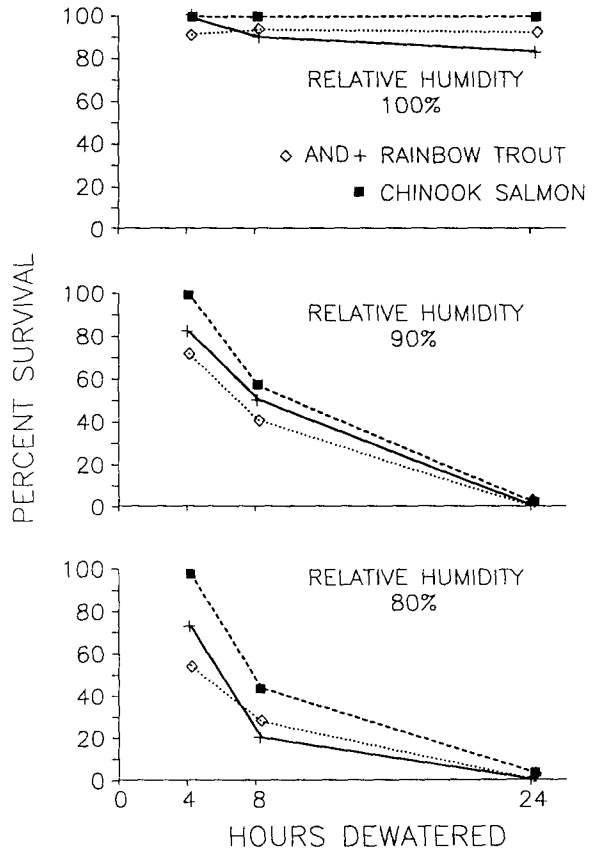 100
80
60
40
20
0
RELATIVE HUMIDITY
100%
◇ AND + RAINBOW TROUT
■ CHINOOK SALMON
PERCENT SURVIVAL
100
80
60
40
20
0
RELATIVE HUMIDITY
90%
100
80
60
40
20
0
RELATIVE HUMIDITY
80%
0 4 8 24
HOURS DEWATERED